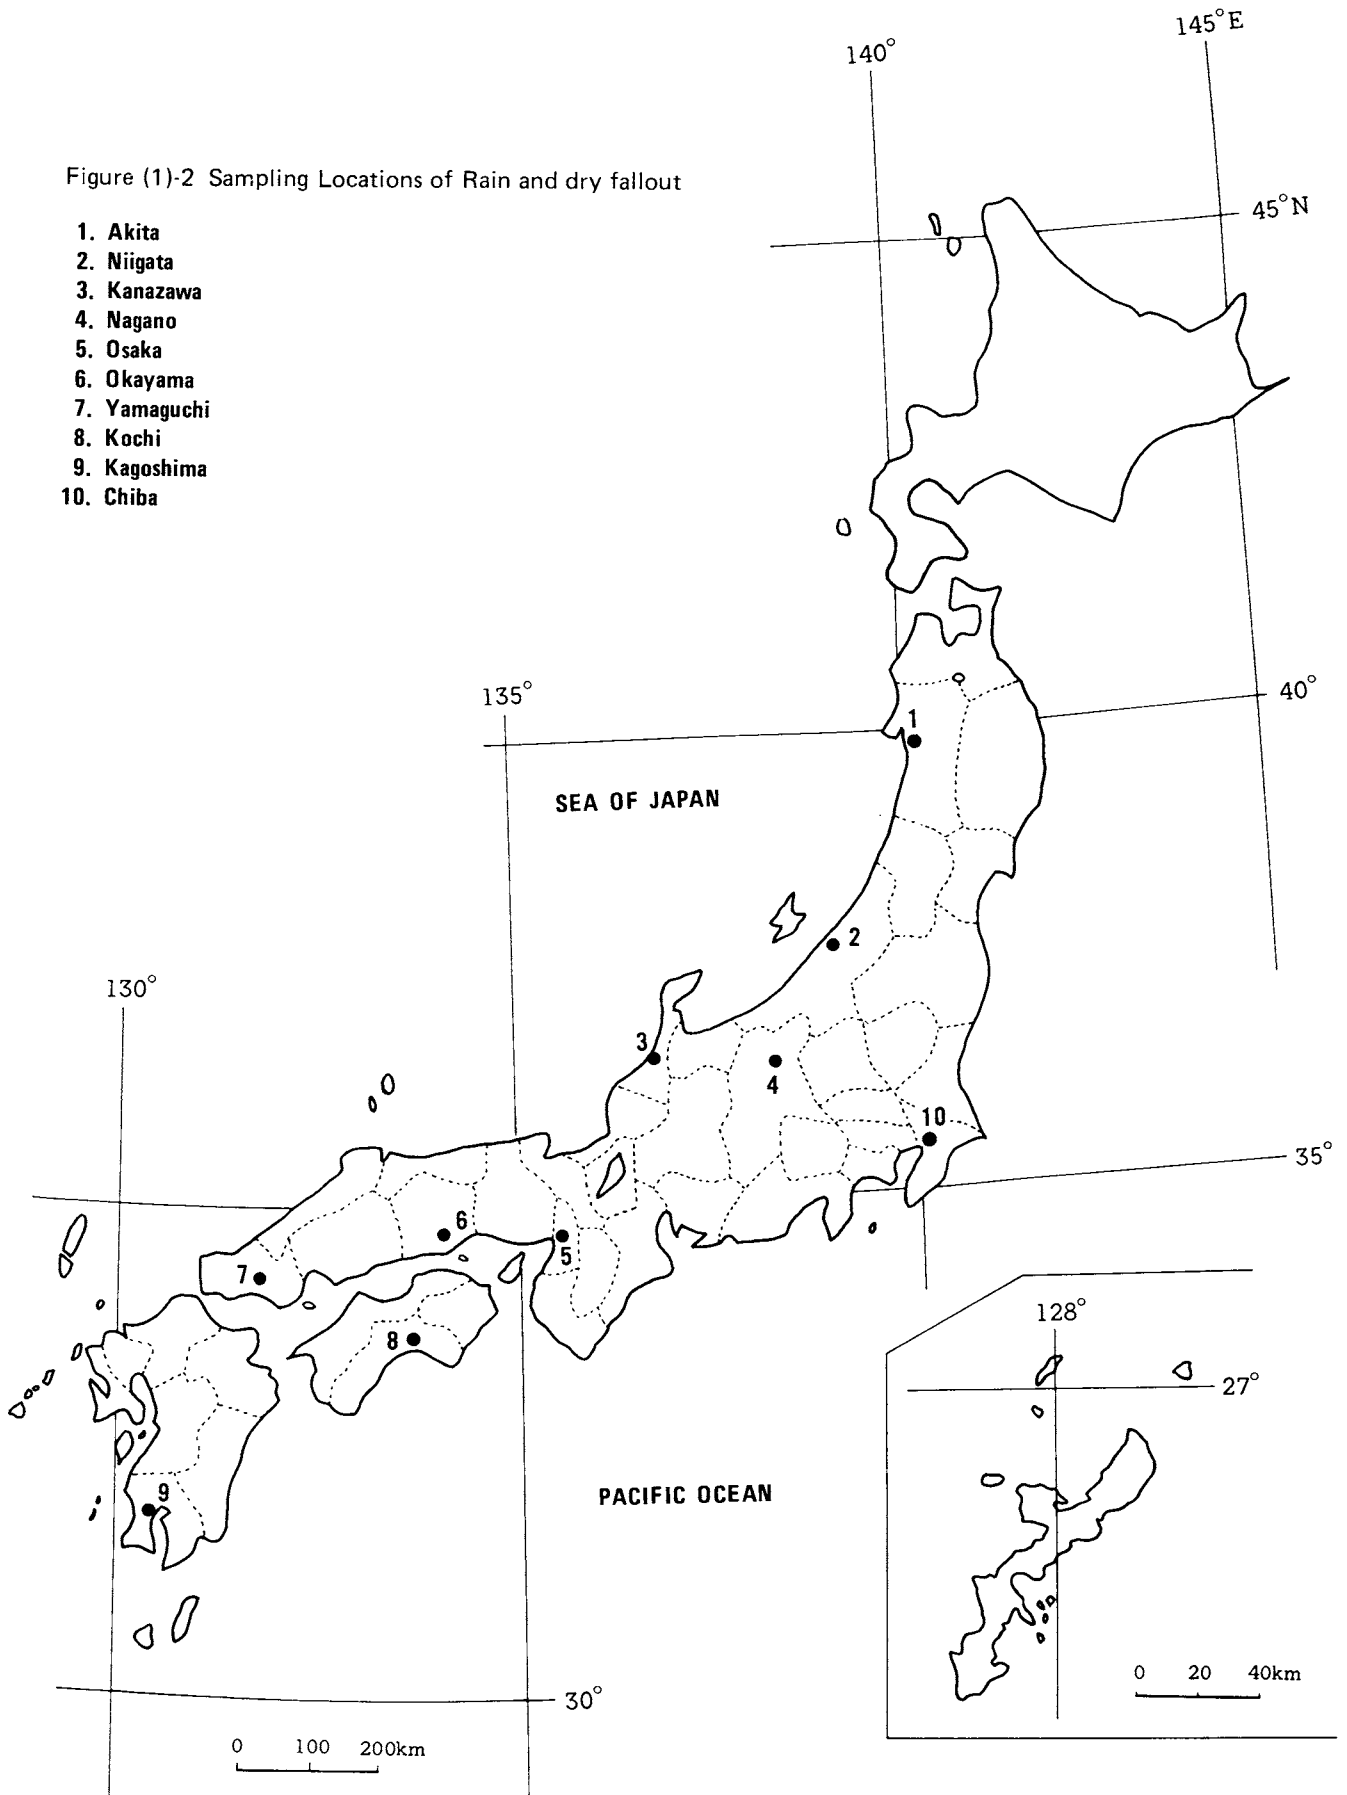 145°E
140°
Figure (1)-2 Sampling Locations of Rain and dry fallout
45°N
1. Akita
2. Niigata
3. Kanazawa
4. Nagano
5. Osaka
6. Okayama
7. Yamaguchi
8. Kochi
9. Kagoshima
10. Chiba
135°
40°
1
SEA OF JAPAN
2
130°
3
4
10
35°
6
5
7
128°
8
27°
9
PACIFIC OCEAN
0 20 40km
30°
0 100 200km